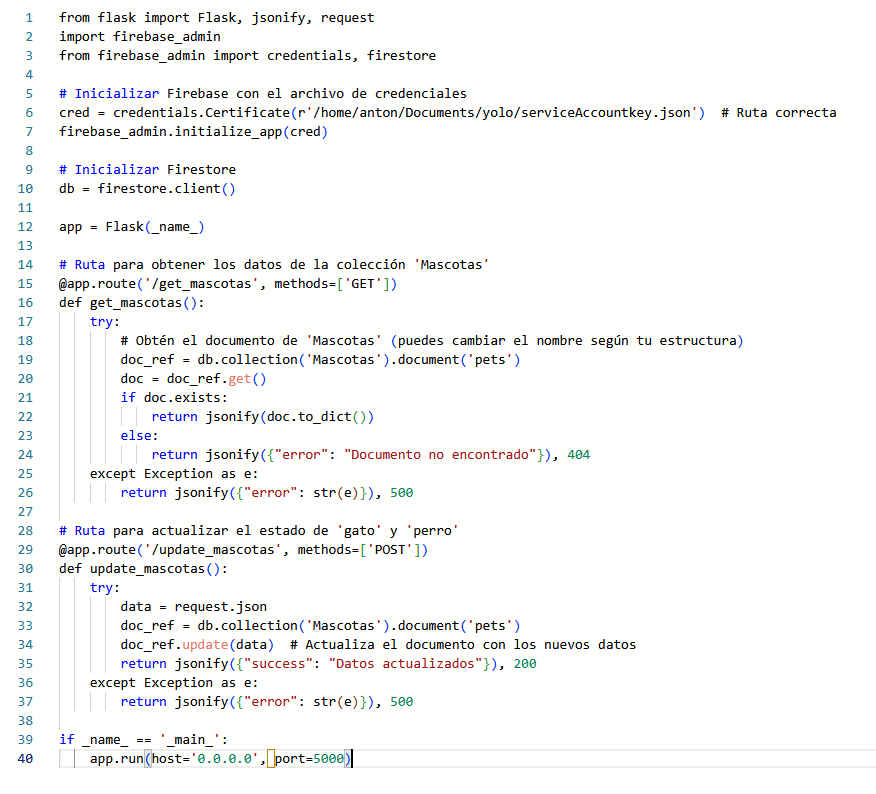 1 from flask import Flask, jsonify, request
2 import firebase_admin
3 from firebase_admin import credentials, firestore
4
5 # Inicializar Firebase con el archivo de credenciales
6 cred = credentials.Certificate(r'/home/anton/Documents/yolo/serviceAccountkey.json')  # Ruta correcta
7 firebase_admin.initialize_app(cred)
8
9 # Inicializar Firestore
10 db = firestore.client()
11
12 app = Flask(_name_)
13
14 # Ruta para obtener los datos de la colección 'Mascotas'
15 @app.route('/get_mascotas', methods=['GET'])
16 def get_mascotas():
17     try:
18         # Obtén el documento de 'Mascotas' (puedes cambiar el nombre según tu estructura)
19         doc_ref = db.collection('Mascotas').document('pets')
20         doc = doc_ref.get()
21         if doc.exists:
22             return jsonify(doc.to_dict())
23         else:
24             return jsonify({"error": "Documento no encontrado"}), 404
25     except Exception as e:
26         return jsonify({"error": str(e)}), 500
27
28 # Ruta para actualizar el estado de 'gato' y 'perro'
29 @app.route('/update_mascotas', methods=['POST'])
30 def update_mascotas():
31     try:
32         data = request.json
33         doc_ref = db.collection('Mascotas').document('pets')
34         doc_ref.update(data)  # Actualiza el documento con los nuevos datos
35         return jsonify({"success": "Datos actualizados"}), 200
36     except Exception as e:
37         return jsonify({"error": str(e)}), 500
38
39 if _name_ == '_main_':
40     app.run(host='0.0.0.0', port=5000)